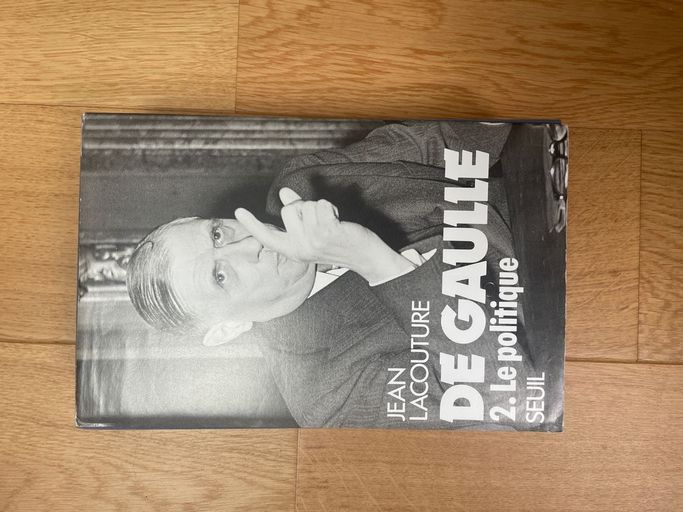 JEAN
LACOUTURE
DE GAULLE
2. Le politique
SEUIL